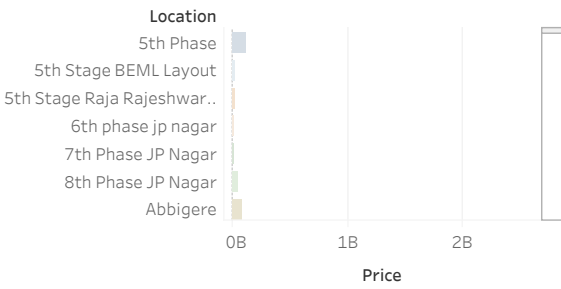 Location
5th Phase
5th Stage BEML Layout
5th Stage Raja Rajeshwar..
6th phase jp nagar
7th Phase JP Nagar
8th Phase JP Nagar
Abbigere
0B 1B 2B
Price